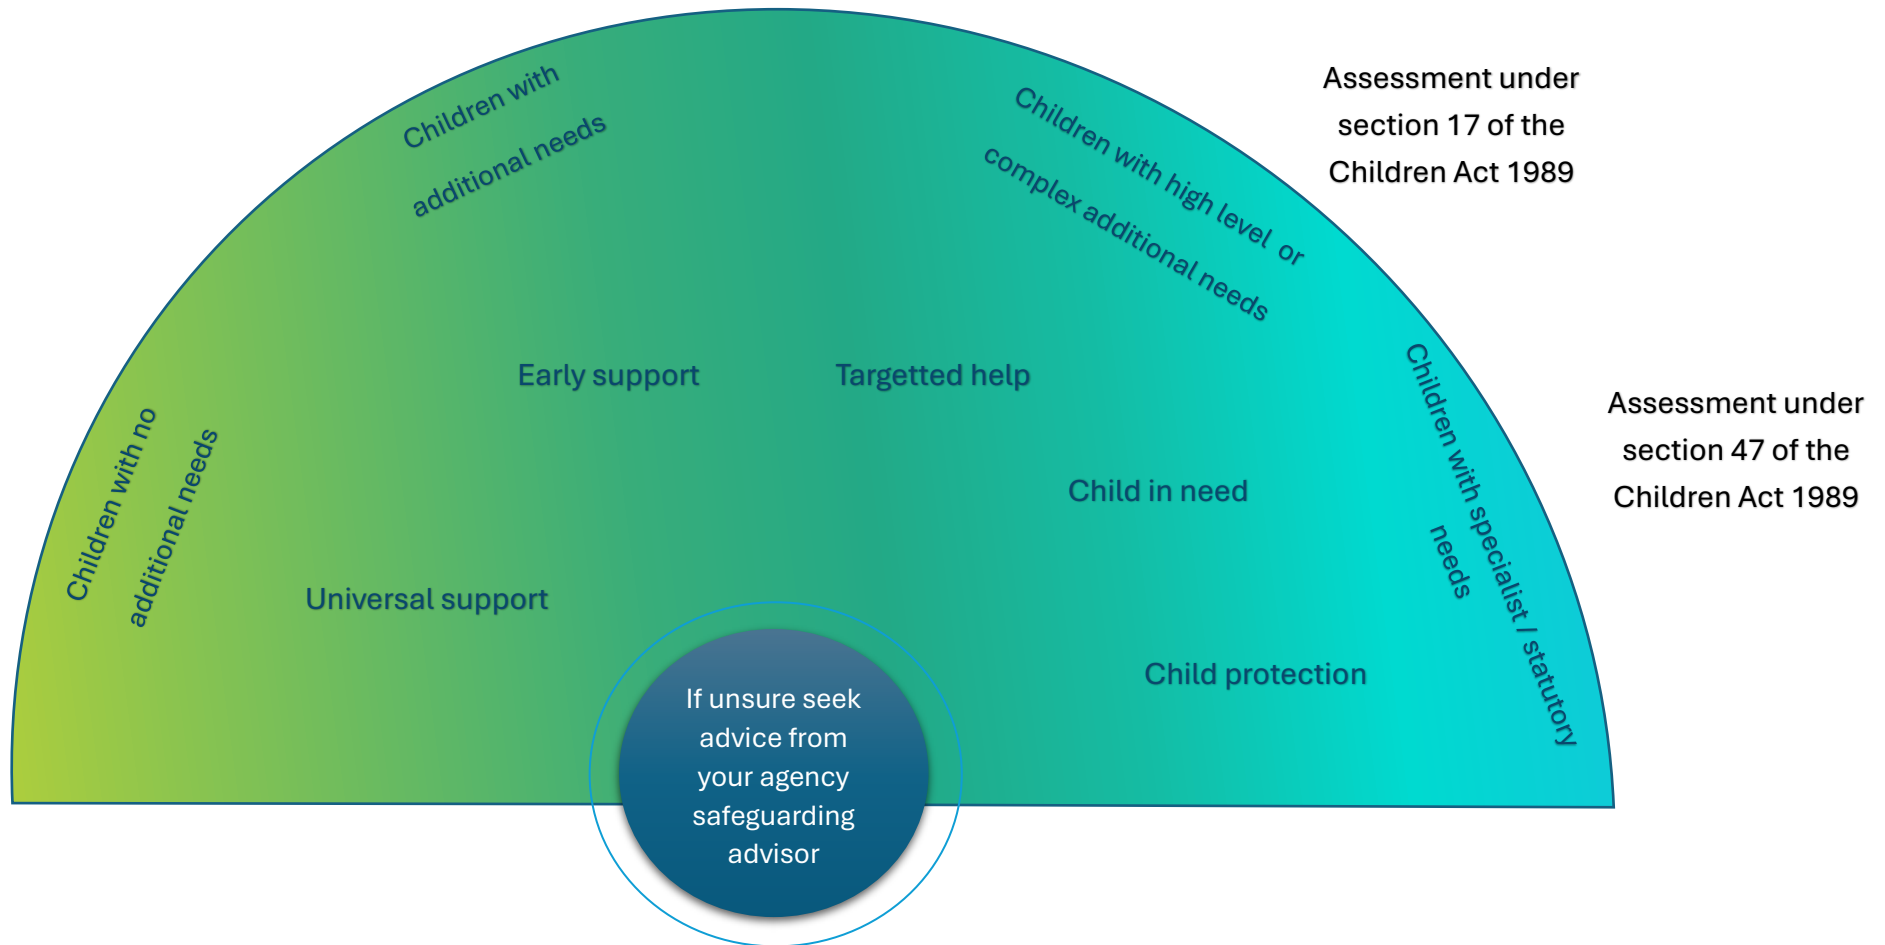 Children with no
additional needs
Children with
additional needs
Children with high level or
complex additional needs
Children with specialist / statutory
needs
Assessment under
section 17 of the
Children Act 1989
Assessment under
section 47 of the
Children Act 1989
Universal support
Early support
Targetted help
Child in need
Child protection
If unsure seek
advice from
your agency
safeguarding
advisor